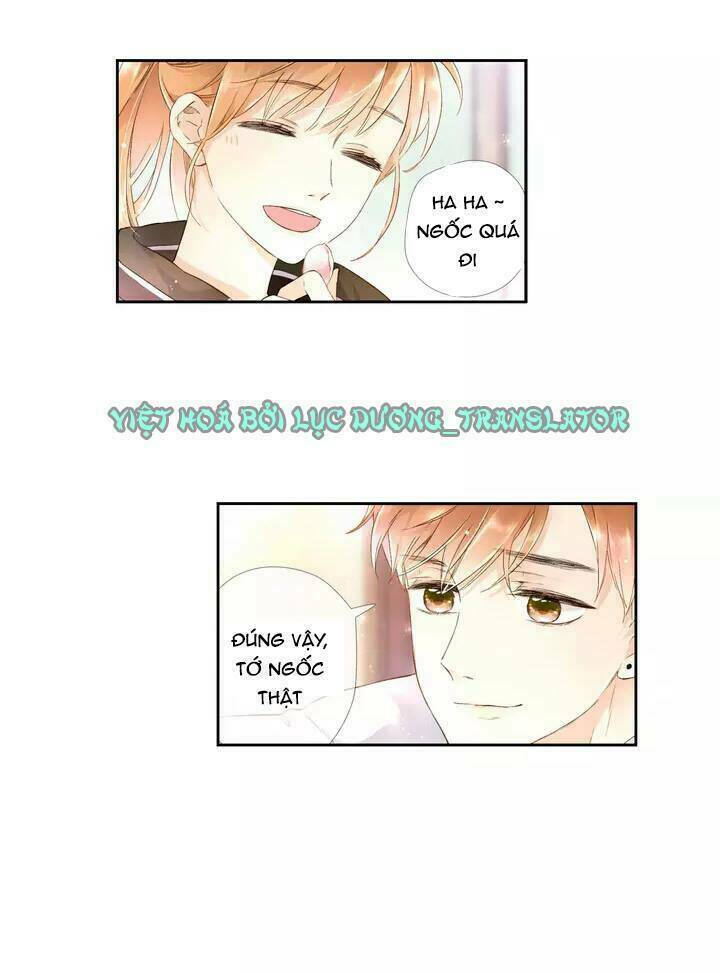 HA HA ~
NGỐC QUÁ
ĐI
VIỆT HOÁ BỞI LỤC DƯƠNG_TRANSLATOR
ĐÚNG VẬY,
TỚ NGỐC
THẬT